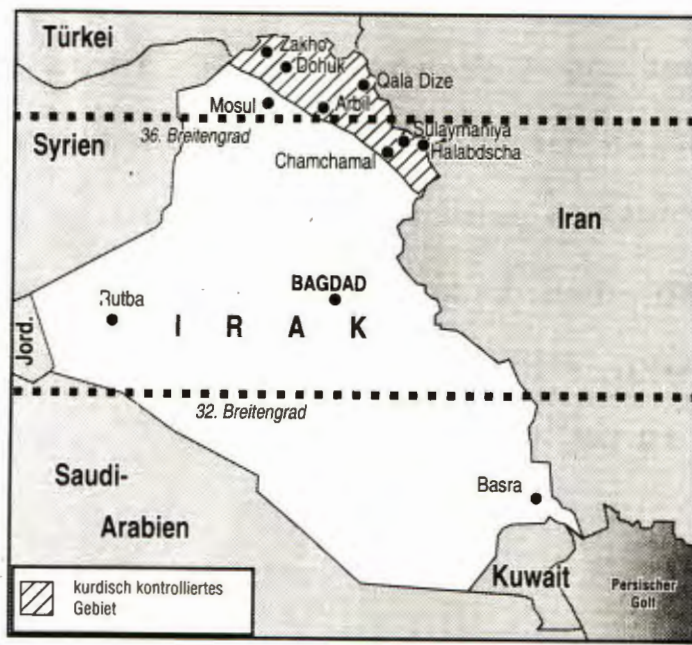 Türkei
Zakho
Dohuk
Qala Dize
Mosul
Arbil
36. Breitengrad
Sulaymaniya
Syrien
Chamchamal
Halabdscha
Iran
BAGDAD
Rutba
I R A K
Jord.
32. Breitengrad
Saudi-
Arabien
Basra
Kuwait
Persischer
Golf
kurdisch kontrolliertes
Gebiet